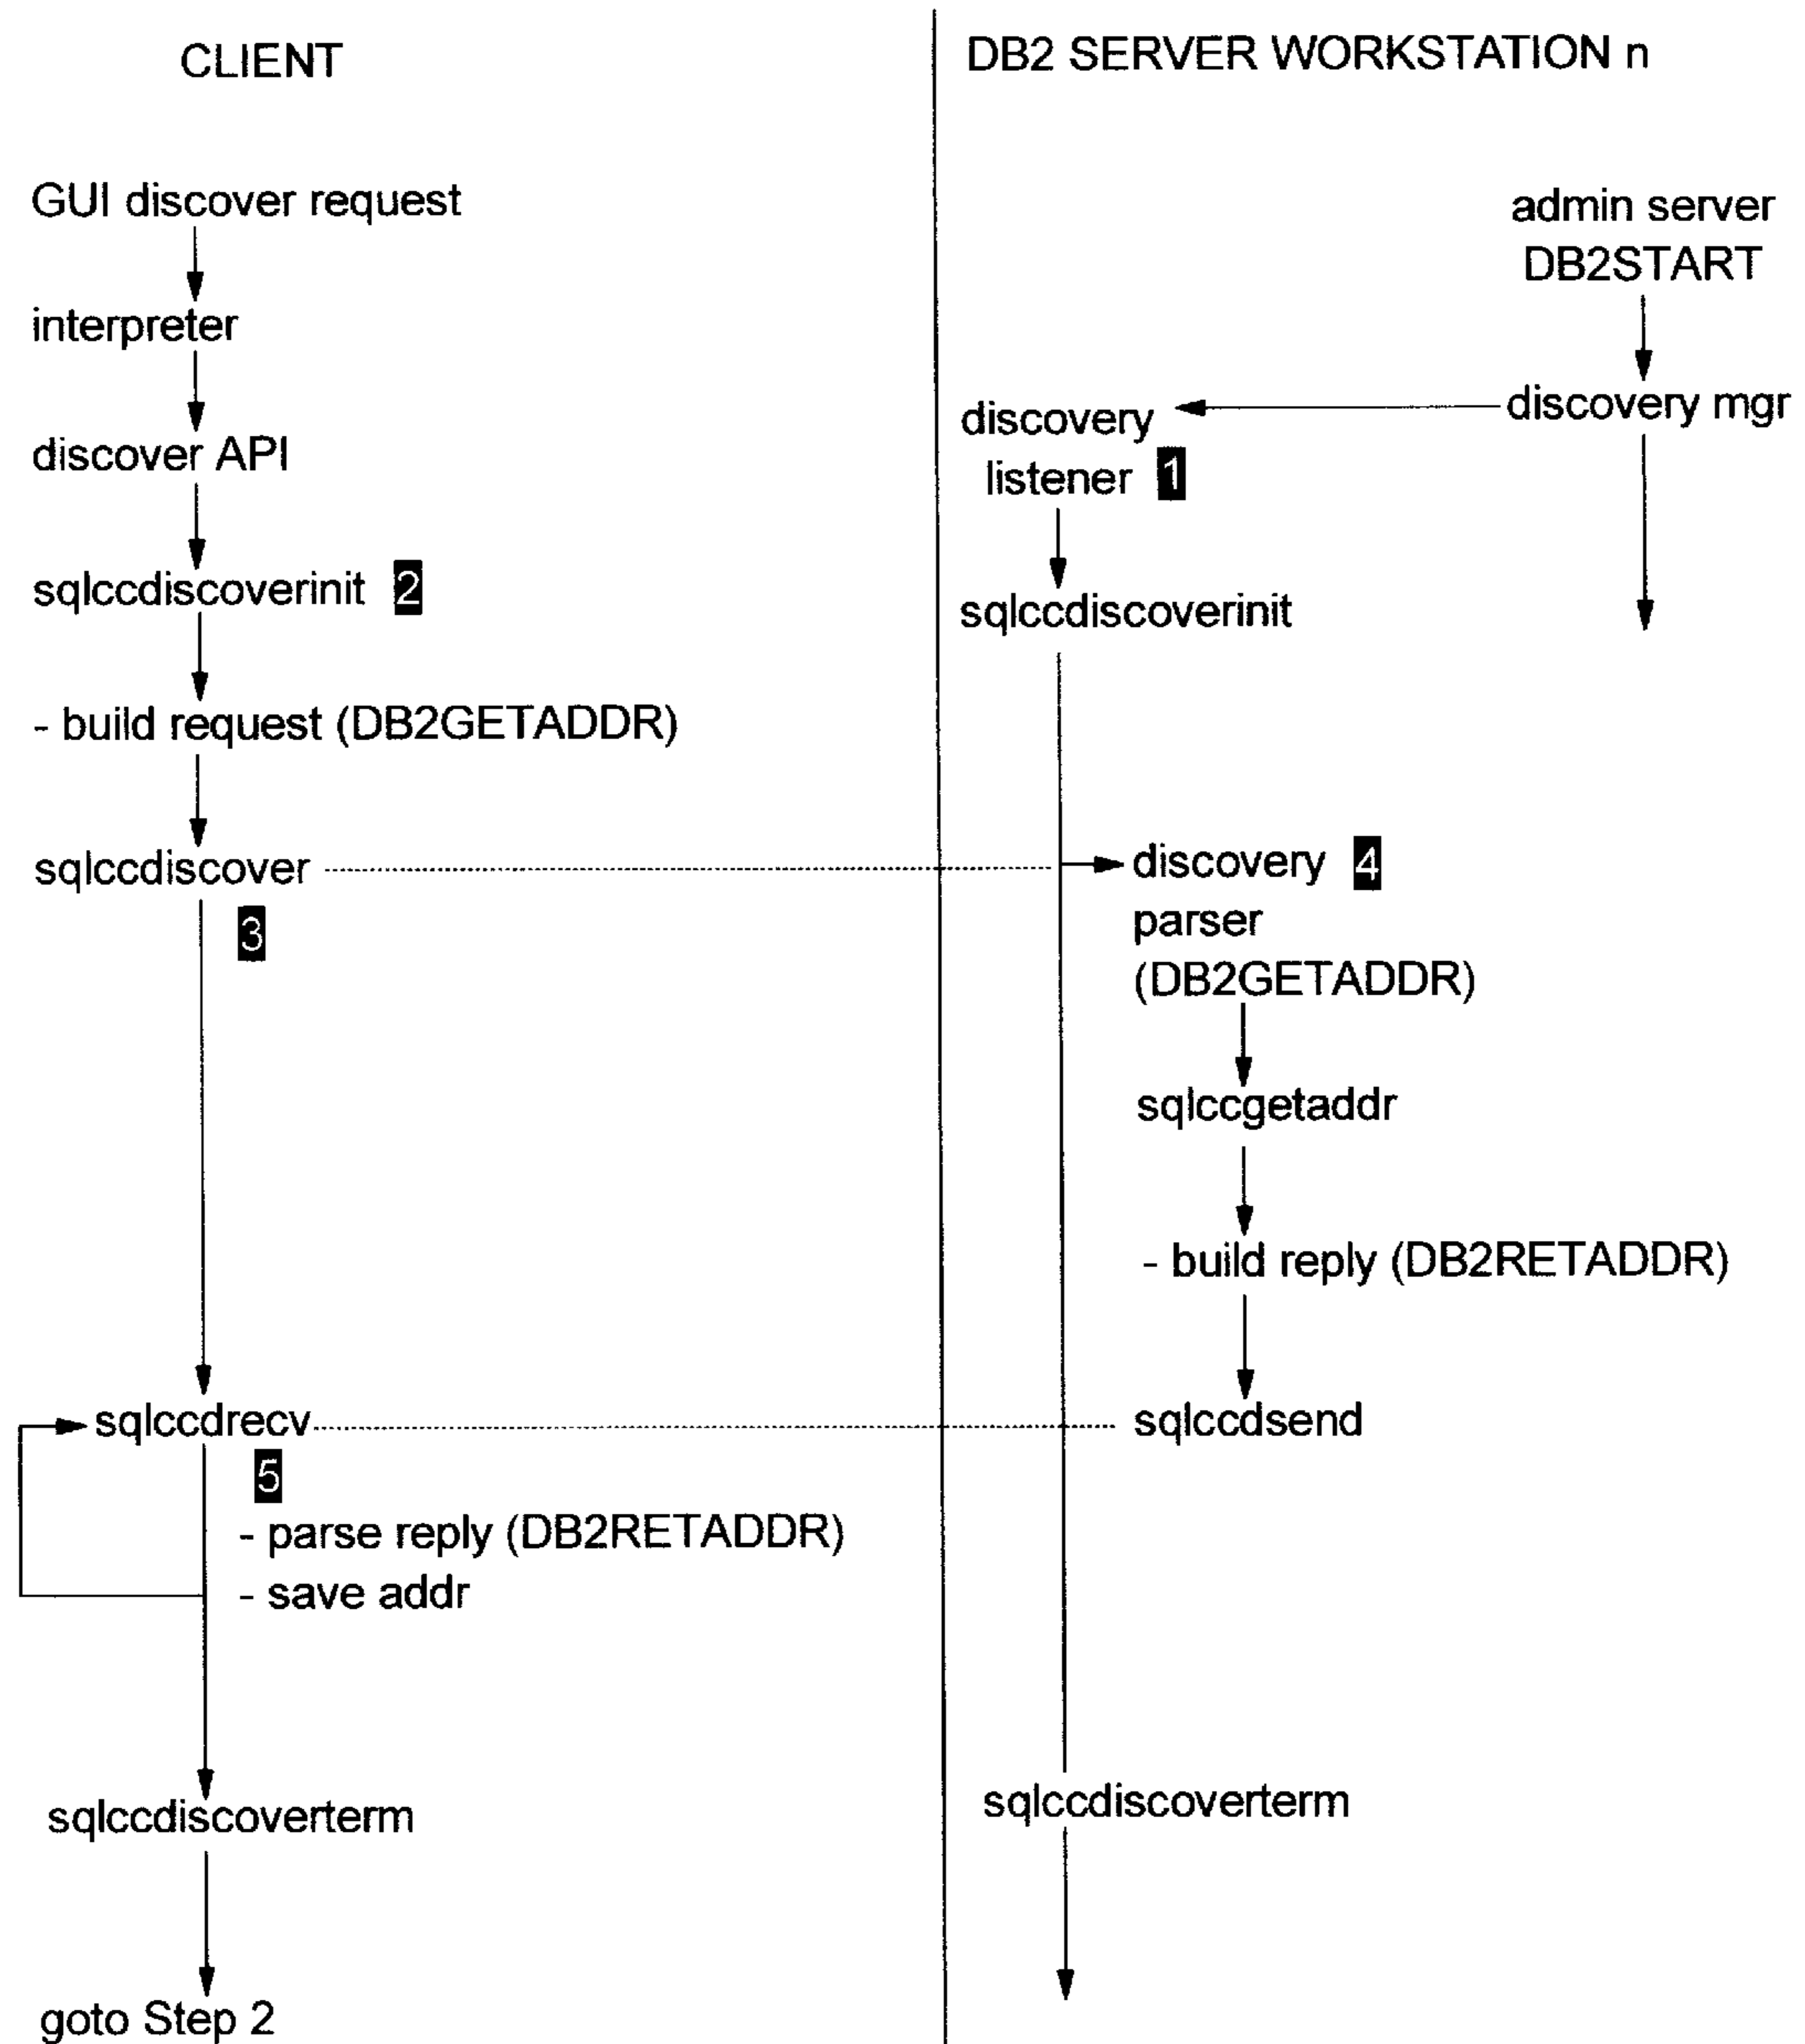 CLIENT
GUI discover request
interpreter
discover API
sqlccdiscoverinit 2
- build request (DB2GETADDR)
sqlccdiscover
3
sqlccdrecv
5
- parse reply (DB2RETADDR)
- save addr
sqlccdiscoverterm
goto Step 2
DB2 SERVER WORKSTATION n
admin server
DB2START
discovery mgr
discovery
listener 1
sqlccdiscoverinit
discovery 4
parser
(DB2GETADDR)
sqlccgetaddr
- build reply (DB2RETADDR)
sqlccdsend
sqlccdiscoverterm